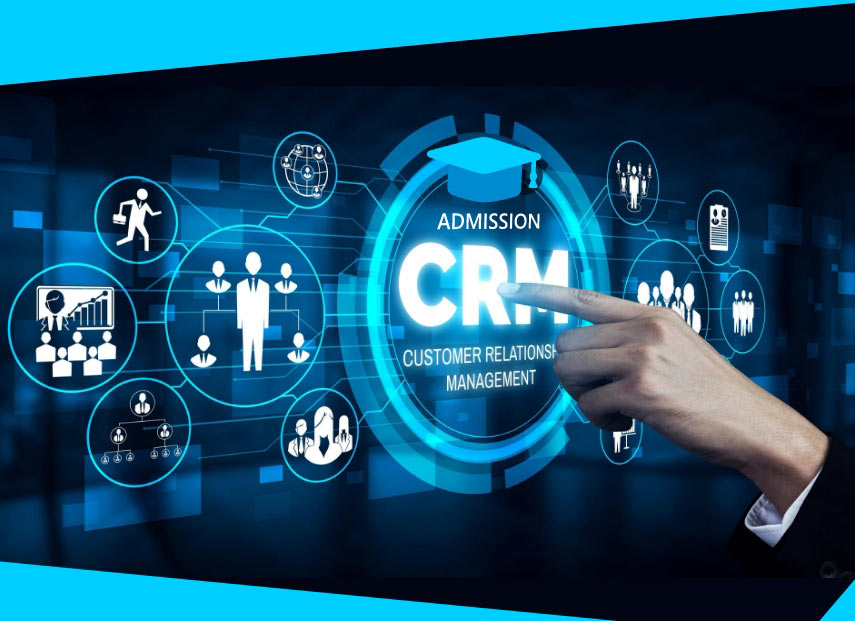 ADMISSION
CRM
CUSTOMER RELATIONSH
MANAGEMENT